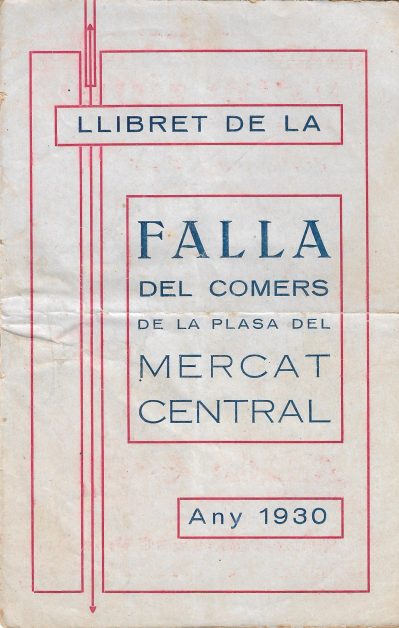 LLIBRET DE LA
FALLA
DEL COMERS
DE LA PLASA DEL
MERCAT
CENTRAL
Any 1930